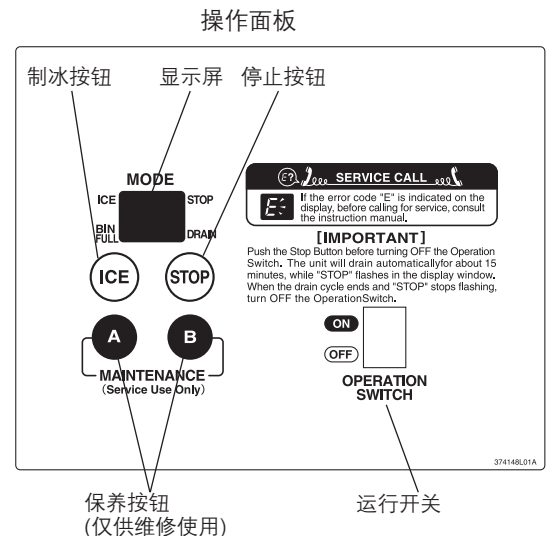 操作面板
制冰按钮
显示屏
停止按钮
MODE
ICE
STOP
BIN
FULL
DRAIN
ICE
STOP
A
B
MAINTENANCE
(Service Use Only)
E?
SERVICE CALL
E
If the error code "E" is indicated on the
display, before calling for service, consult
the instruction manual.
[IMPORTANT]
Push the Stop Button before turning OFF the Operation
Switch. The unit will drain automaticallyfor about 15
minutes, while "STOP" flashes in the display window.
When the drain cycle ends and "STOP" stops flashing,
turn OFF the OperationSwitch.
ON
OFF
OPERATION
SWITCH
374148L01A
保养按钮
(仅供维修使用)
运行开关